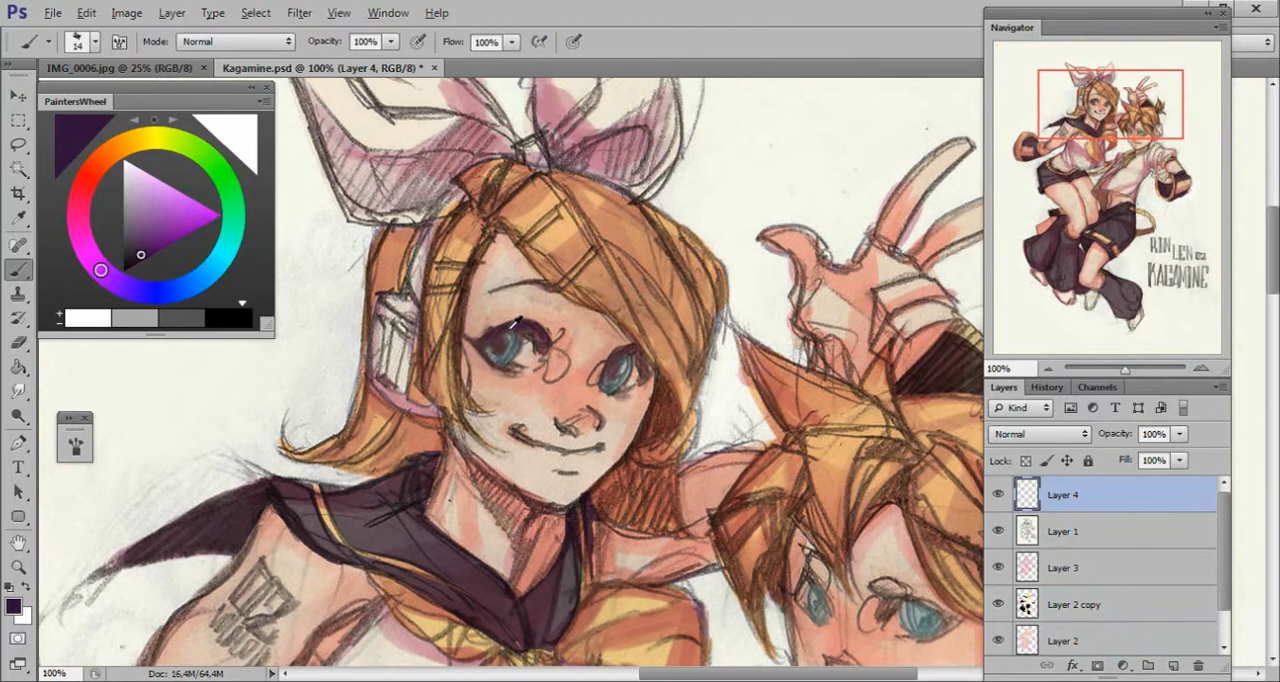 Ps File Edit Image Layer Type Select Filter View Window Help
14 Mode: Normal Opacity: 100% Flow: 100%
IMG_0006.jpg @ 25% (RGB/8) × Kagamine.psd @ 100% (Layer 4, RGB/8) * ×
PaintersWheel
Navigator
RIN LEN
KAGAMINE
100%
Layers History Channels
Kind
Normal Opacity: 100%
Lock: Fill: 100%
Layer 4
Layer 1
Layer 3
Layer 2 copy
Layer 2
100% Doc: 16,4M/64,4M